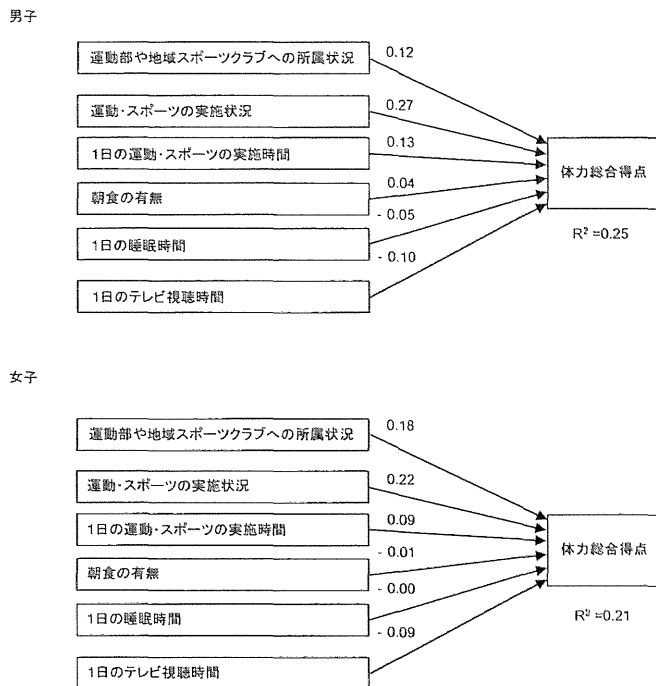 男子
運動部や地域スポーツクラブへの所属状況
0.12
運動・スポーツの実施状況
0.27
1日の運動・スポーツの実施時間
0.13
朝食の有無
0.04
- 0.05
1日の睡眠時間
- 0.10
1日のテレビ視聴時間
体力総合得点
R² =0.25
女子
運動部や地域スポーツクラブへの所属状況
0.18
運動・スポーツの実施状況
0.22
1日の運動・スポーツの実施時間
0.09
- 0.01
朝食の有無
- 0.00
1日の睡眠時間
- 0.09
1日のテレビ視聴時間
体力総合得点
R² =0.21